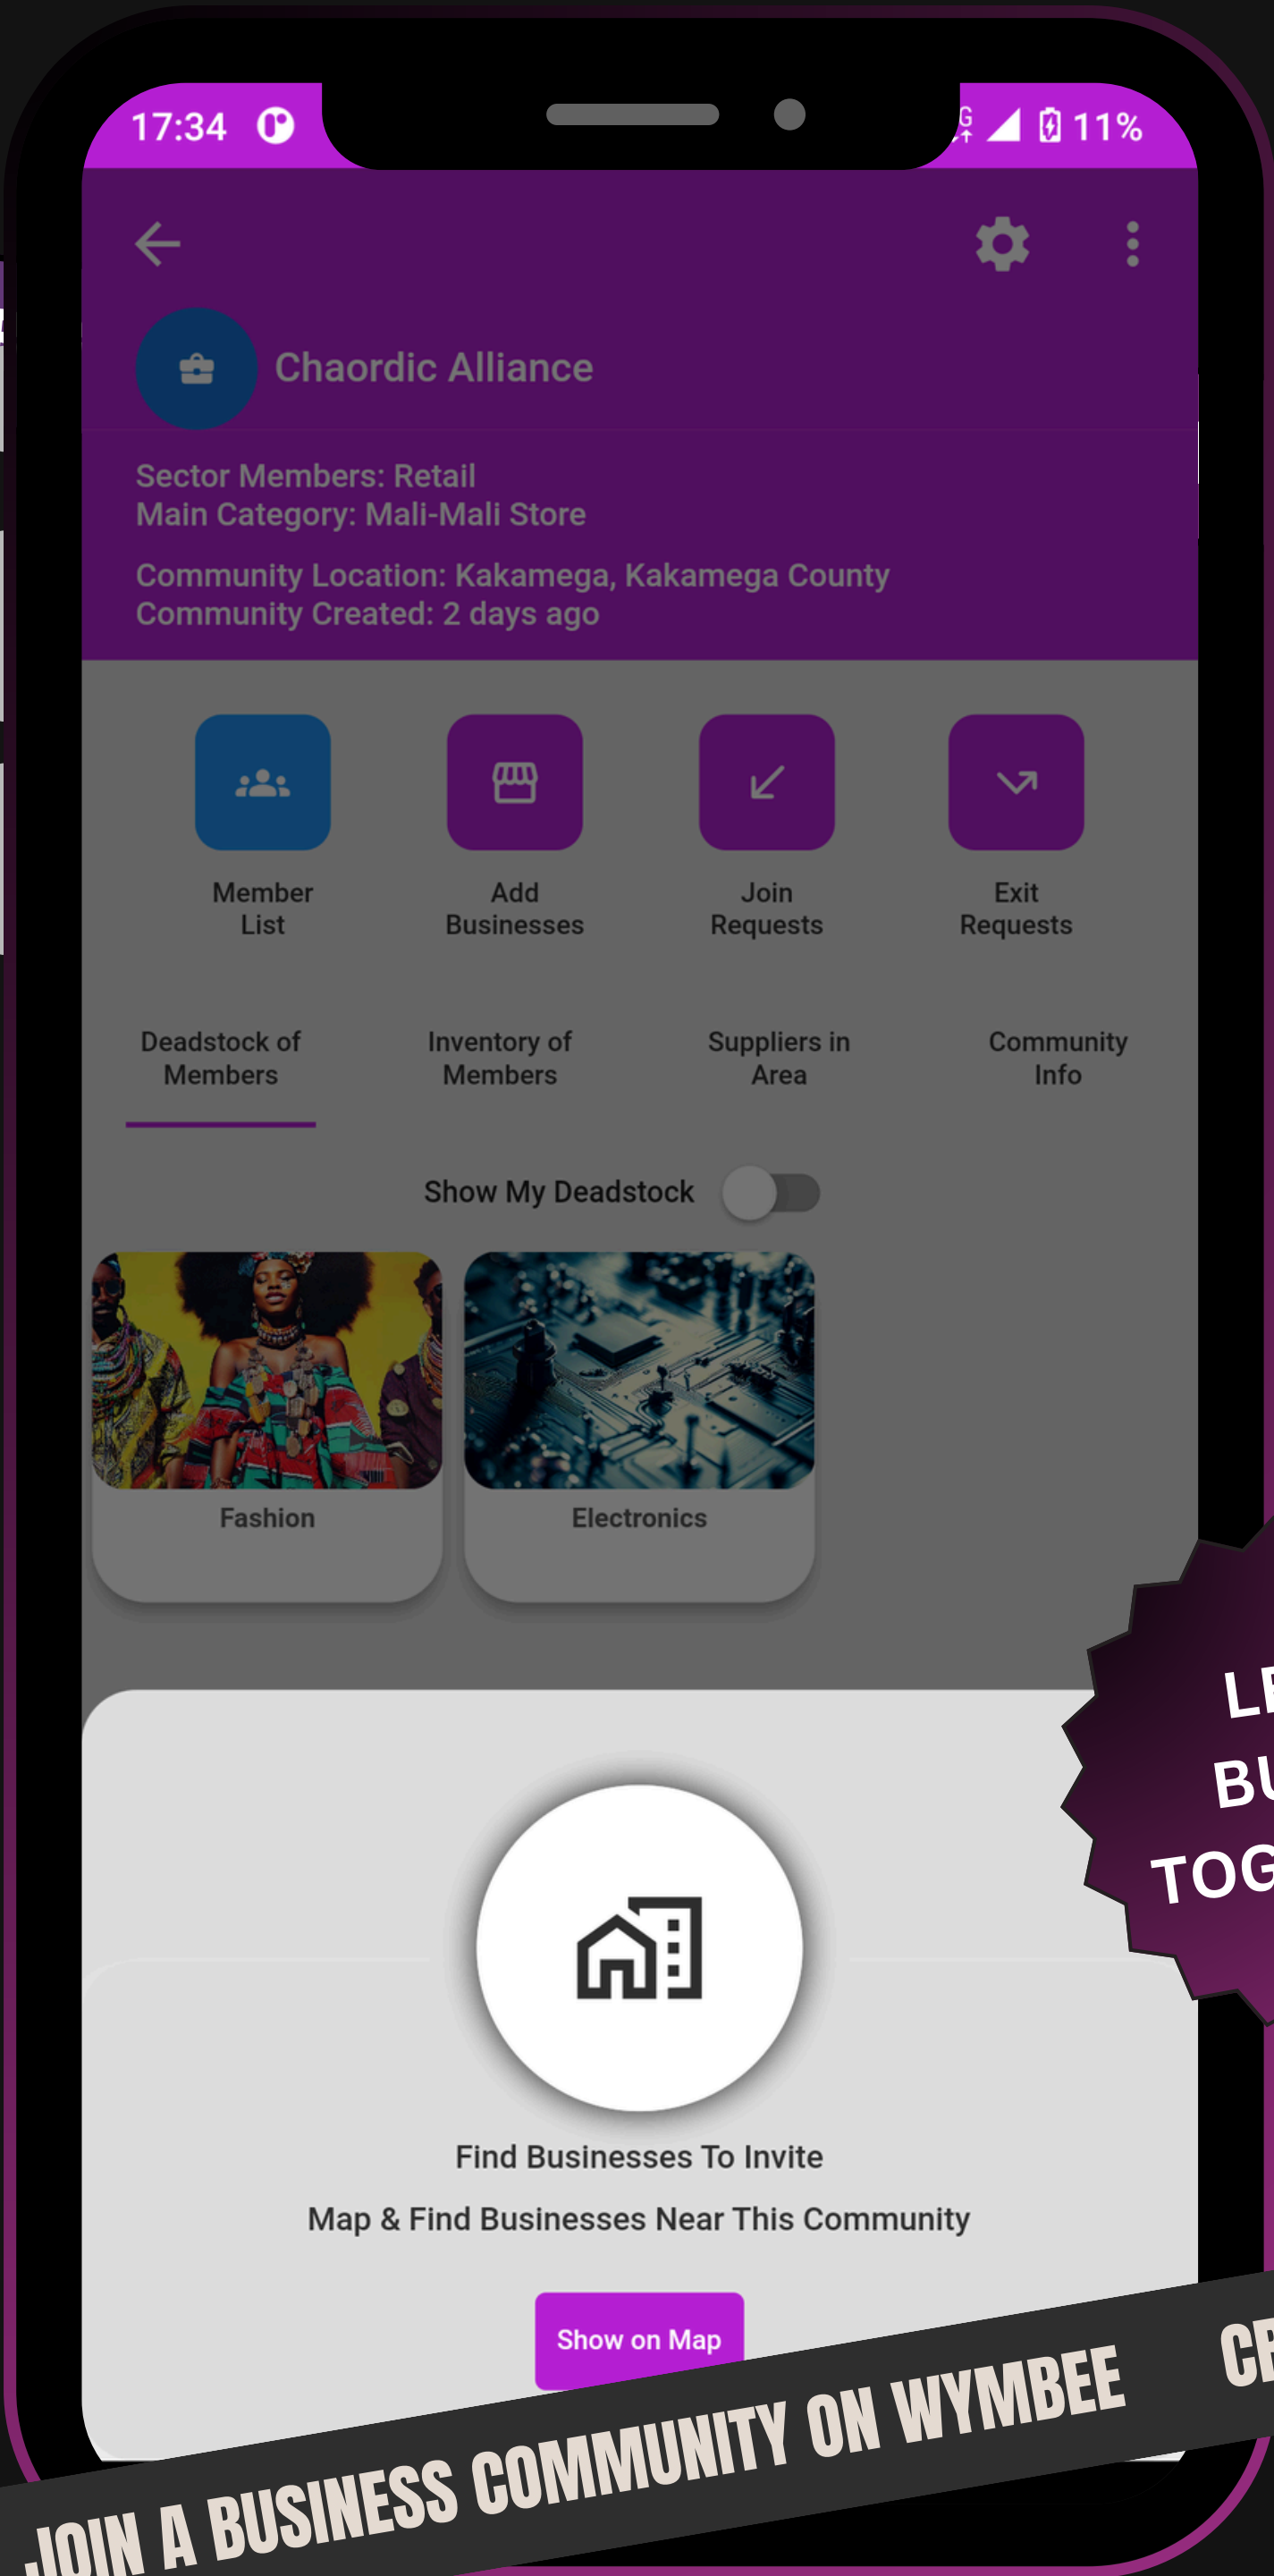 17:34
G
11%
Chaordic Alliance
Sector Members: Retail
Main Category: Mali-Mali Store
Community Location: Kakamega, Kakamega County
Community Created: 2 days ago
Member
List
Add
Businesses
Join
Requests
Exit
Requests
Deadstock of
Members
Inventory of
Members
Suppliers in
Area
Community
Info
Show My Deadstock
Fashion
Electronics
Find Businesses To Invite
Map & Find Businesses Near This Community
Show on Map
JOIN A BUSINESS COMMUNITY ON WYMBEE